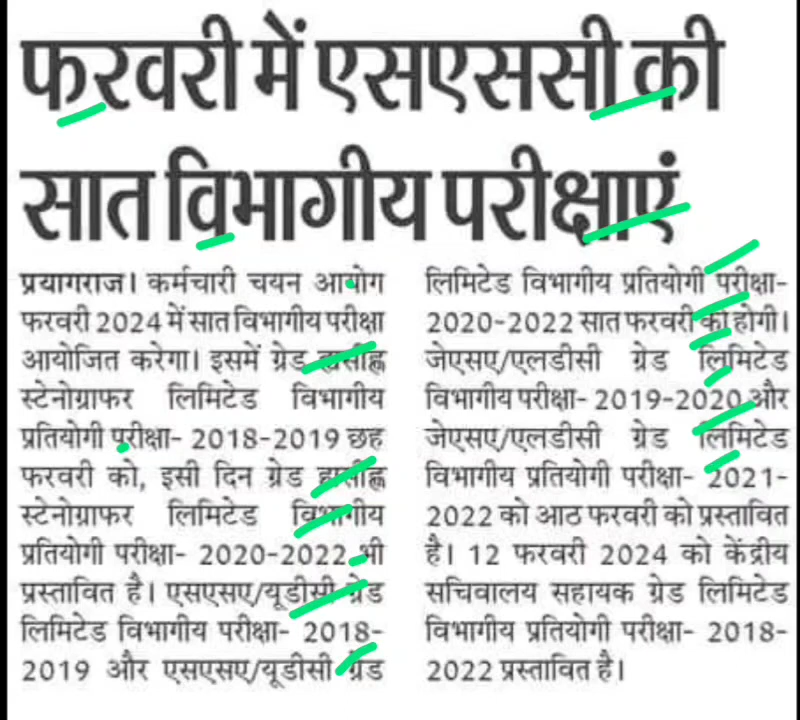 फरवरी में एसएससी की
सात विभागीय परीक्षाएं
प्रयागराज। कर्मचारी चयन आयोग
फरवरी 2024 में सात विभागीय परीक्षा
आयोजित करेगा। इसमें ग्रेड
स्टेनोग्राफर लिमिटेड विभागीय
प्रतियोगी परीक्षा- 2018-2019 छह
फरवरी को, इसी दिन ग्रेड
स्टेनोग्राफर लिमिटेड विभागीय
प्रतियोगी परीक्षा- 2020-2022 भी
प्रस्तावित है। एसएसए/यूडीसी ग्रेड
लिमिटेड विभागीय परीक्षा- 2018-
2019 और एसएसए/यूडीसी ग्रेड
लिमिटेड विभागीय प्रतियोगी परीक्षा-
2020-2022 सात फरवरी को होगी।
जेएसए/एलडीसी ग्रेड लिमिटेड
विभागीय परीक्षा- 2019-2020 और
जेएसए/एलडीसी ग्रेड लिमिटेड
विभागीय प्रतियोगी परीक्षा- 2021-
2022 को आठ फरवरी को प्रस्तावित
है। 12 फरवरी 2024 को केंद्रीय
सचिवालय सहायक ग्रेड लिमिटेड
विभागीय प्रतियोगी परीक्षा- 2018-
2022 प्रस्तावित है।